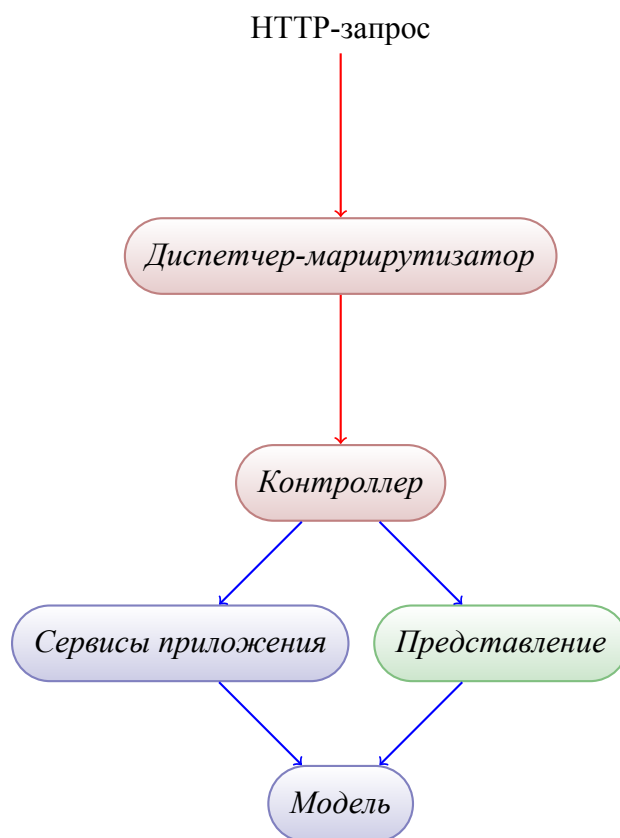 HTTP-запрос
Диспетчер-маршрутизатор
Контроллер
Сервисы приложения
Представление
Модель